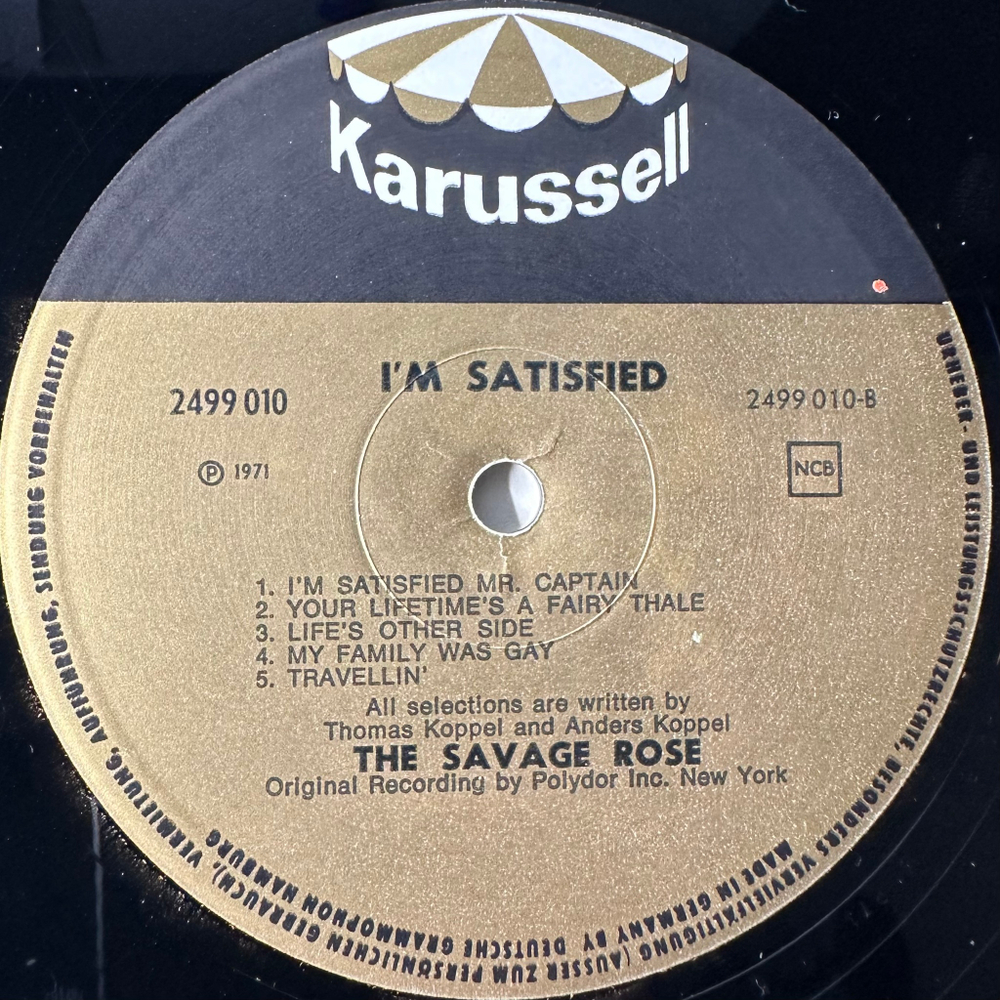 Karussell
I'M SATISFIED
2499 010
2499 010-B
Ⓟ 1971
NCB
1. I'M SATISFIED MR. CAPTAIN
2. YOUR LIFETIME'S A FAIRY THALE
3. LIFE'S OTHER SIDE
4. MY FAMILY WAS GAY
5. TRAVELLIN'
All selections are written by
Thomas Koppel and Anders Koppel
THE SAVAGE ROSE
Original Recording by Polydor Inc. New York
URHEBER- UND LEISTUNGSSCHUTZRECHTE, BESONDERS VERVIELFÄLTIGUNG (AUSSER ZUM PERSÖNLICHEN GEBRAUCH), VERMIETUNG, AUFFÜHRUNG, SENDUNG VORBEHALTEN
MADE IN GERMANY BY DEUTSCHE GRAMMOPHON HAMBURG